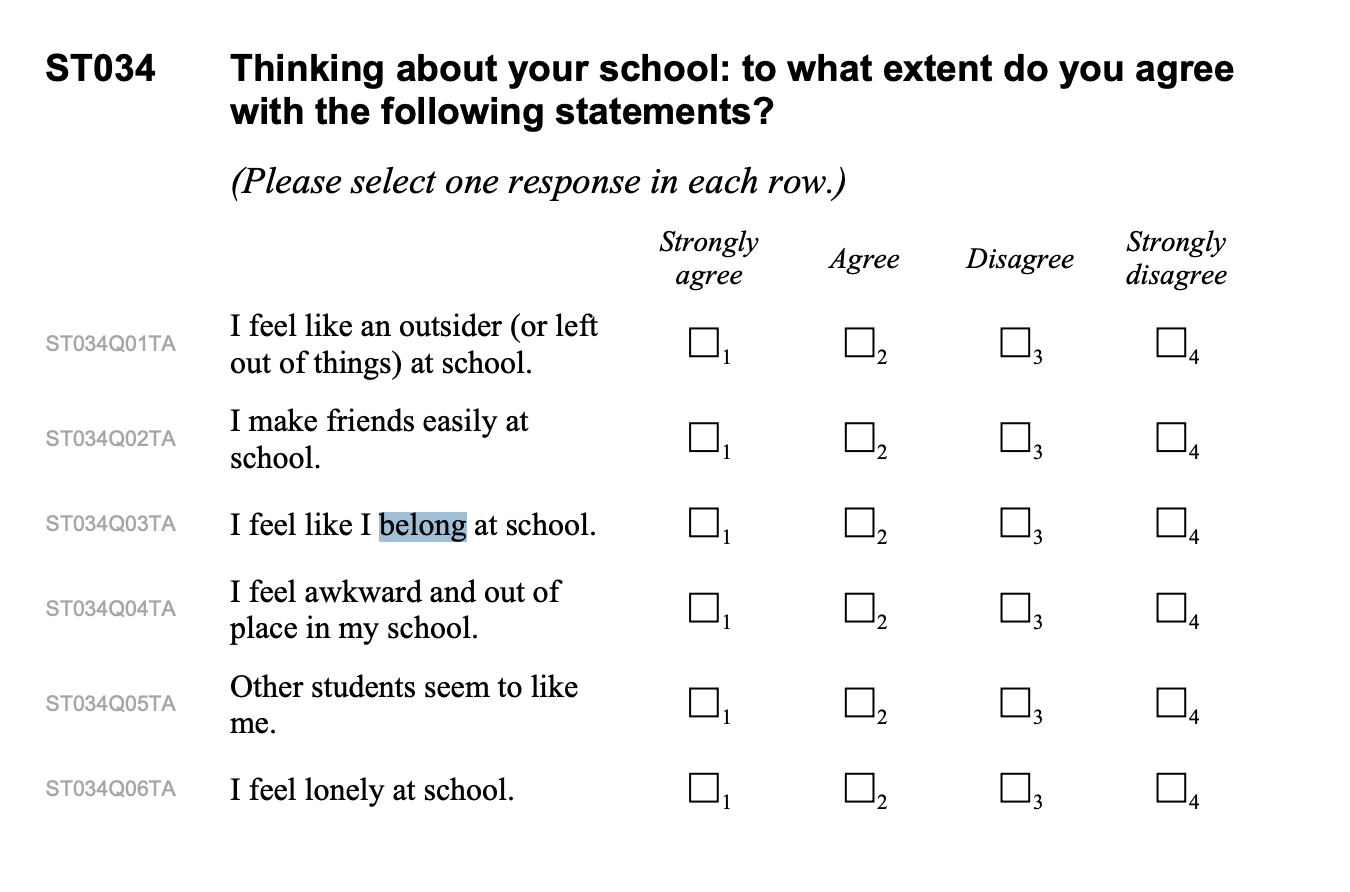 ST034 Thinking about your school: to what extent do you agree
with the following statements?
(Please select one response in each row.)
Strongly agree Agree Disagree Strongly disagree
ST034Q01TA I feel like an outsider (or left
out of things) at school. 1 2 3 4
ST034Q02TA I make friends easily at
school. 1 2 3 4
ST034Q03TA I feel like I belong at school. 1 2 3 4
ST034Q04TA I feel awkward and out of
place in my school. 1 2 3 4
ST034Q05TA Other students seem to like
me. 1 2 3 4
ST034Q06TA I feel lonely at school. 1 2 3 4